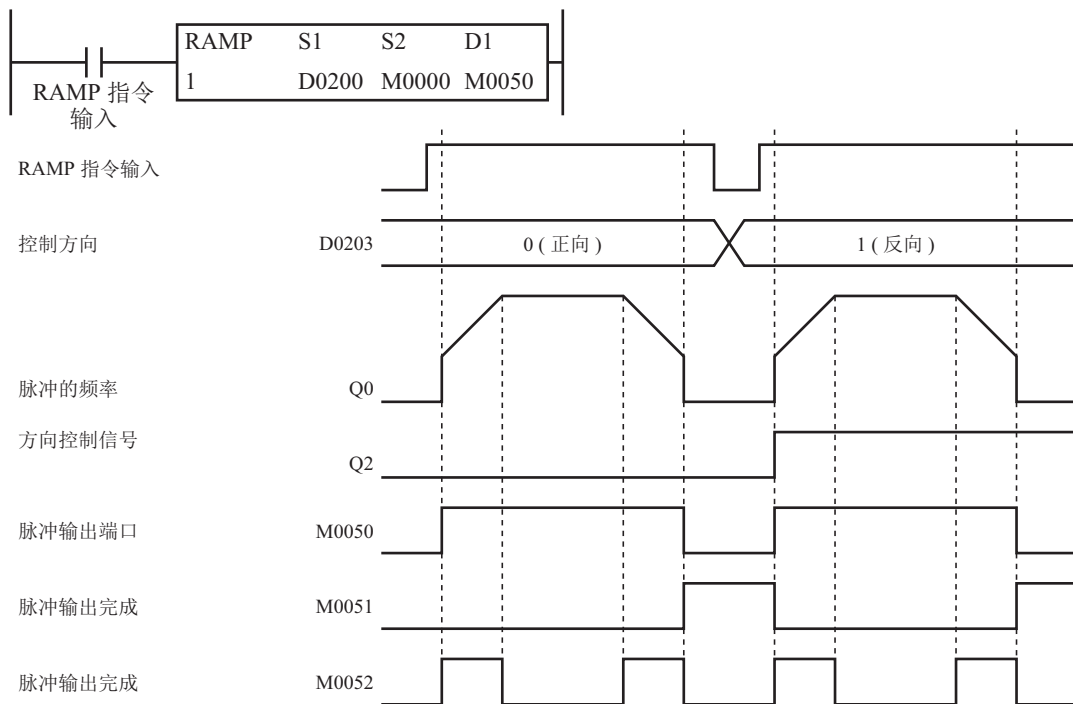 RAMP S1 S2 D1
1 D0200 M0000 M0050
RAMP 指令
输入
RAMP 指令输入
控制方向 D0203 0 ( 正向 ) 1 ( 反向 )
脉冲的频率 Q0
方向控制信号
Q2
脉冲输出端口 M0050
脉冲输出完成 M0051
脉冲输出完成 M0052